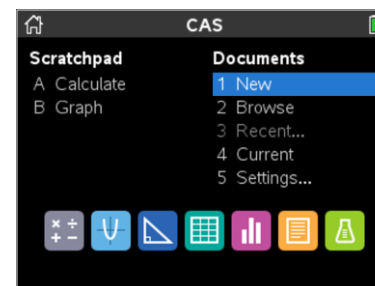 CAS
Scratchpad
A Calculate
B Graph
Documents
1 New
2 Browse
3 Recent...
4 Current
5 Settings...